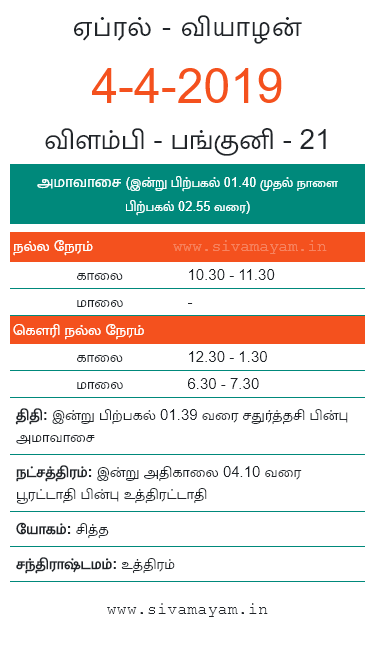 ஏப்ரல் - வியாழன்
4-4-2019
விளம்பி - பங்குனி - 21
அமாவாசை (இன்று பிற்பகல் 01.40 முதல் நாளை
பிற்பகல் 02.55 வரை)
நல்ல நேரம் www.sivamayam.in
காலை 10.30 - 11.30
மாலை -
கௌரி நல்ல நேரம்
காலை 12.30 - 1.30
மாலை 6.30 - 7.30
திதி: இன்று பிற்பகல் 01.39 வரை சதுர்த்தசி பின்பு
அமாவாசை
நட்சத்திரம்: இன்று அதிகாலை 04.10 வரை
பூரட்டாதி பின்பு உத்திரட்டாதி
யோகம்: சித்த
சந்திராஷ்டமம்: உத்திரம்
www.sivamayam.in